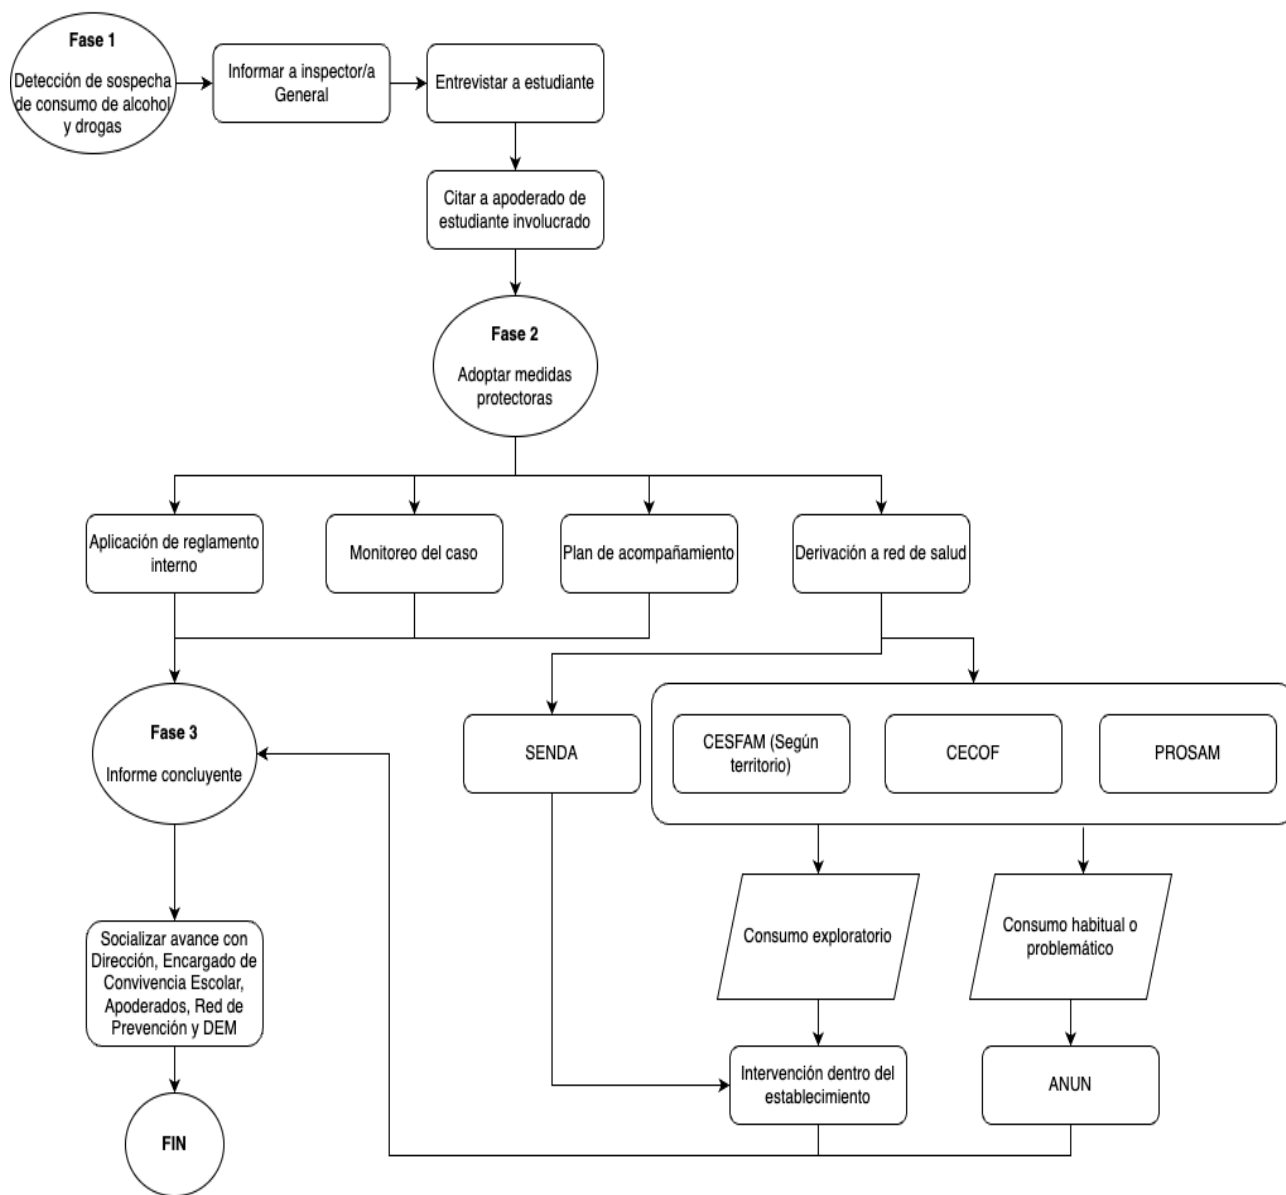 Fase 1
Detección de sospecha
de consumo de alcohol
y drogas
Informar a inspector/a
General
Entrevistar a estudiante
Citar a apoderado de
estudiante involucrado
Fase 2
Adoptar medidas
protectoras
Aplicación de reglamento
interno
Monitoreo del caso
Plan de acompañamiento
Derivación a red de salud
Fase 3
Informe concluyente
SENDA
CESFAM (Según
territorio)
CECOF
PROSAM
Consumo exploratorio
Consumo habitual o
problemático
Socializar avance con
Dirección, Encargado de
Convivencia Escolar,
Apoderados, Red de
Prevención y DEM
Intervención dentro del
establecimiento
ANUN
FIN